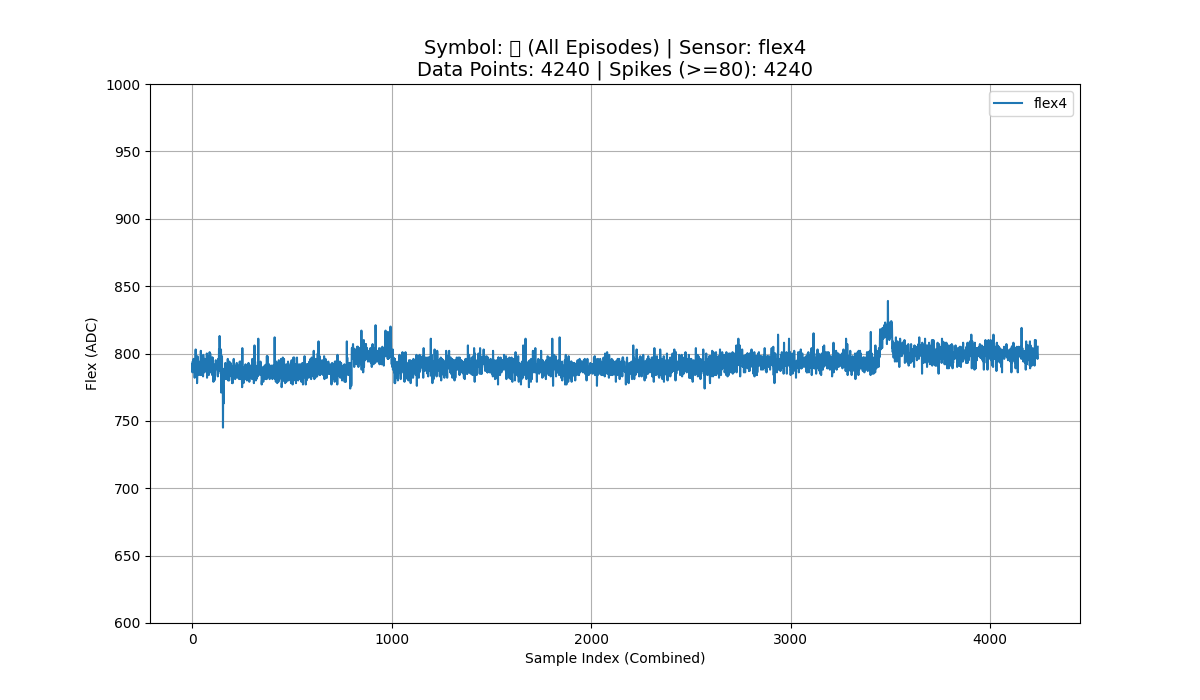 Symbol: (All Episodes) | Sensor: flex4
Data Points: 4240 | Spikes (>=80): 4240
flex4
1000
950
900
850
800
750
700
650
600
Flex (ADC)
0
1000
2000
3000
4000
Sample Index (Combined)